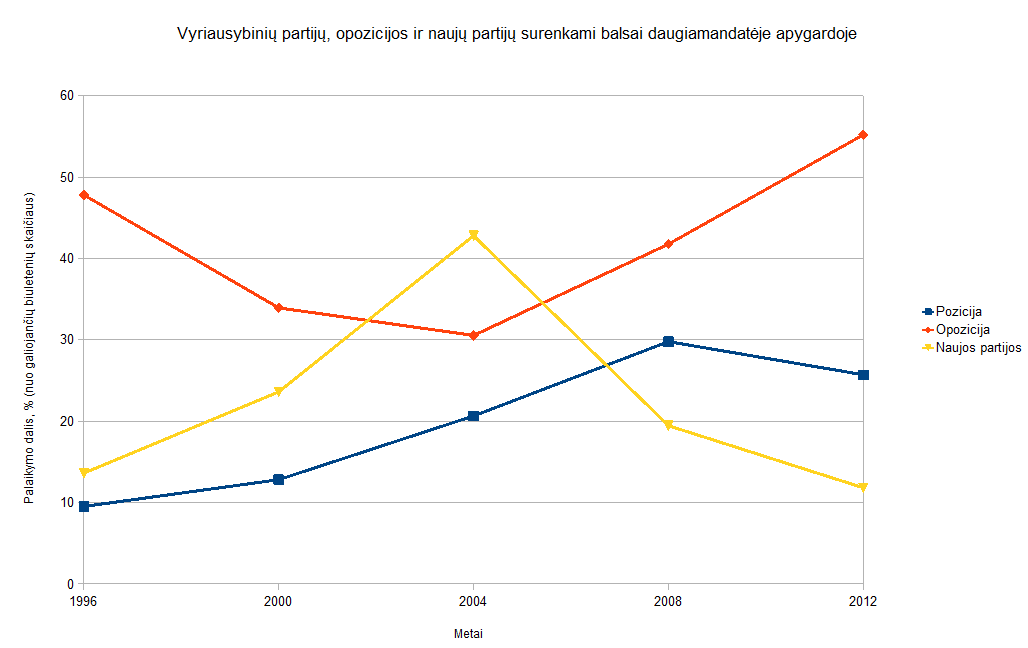 Vyriausybinių partijų, opozicijos ir naujų partijų surenkami balsai daugiamandatėje apygardoje
Palaikymo dalis, % (nuo galiojančių biuletenių skaičiaus)
60
50
40
30
20
10
0
1996 2000 2004 2008 2012
Metai
Pozicija
Opozicija
Naujos partijos